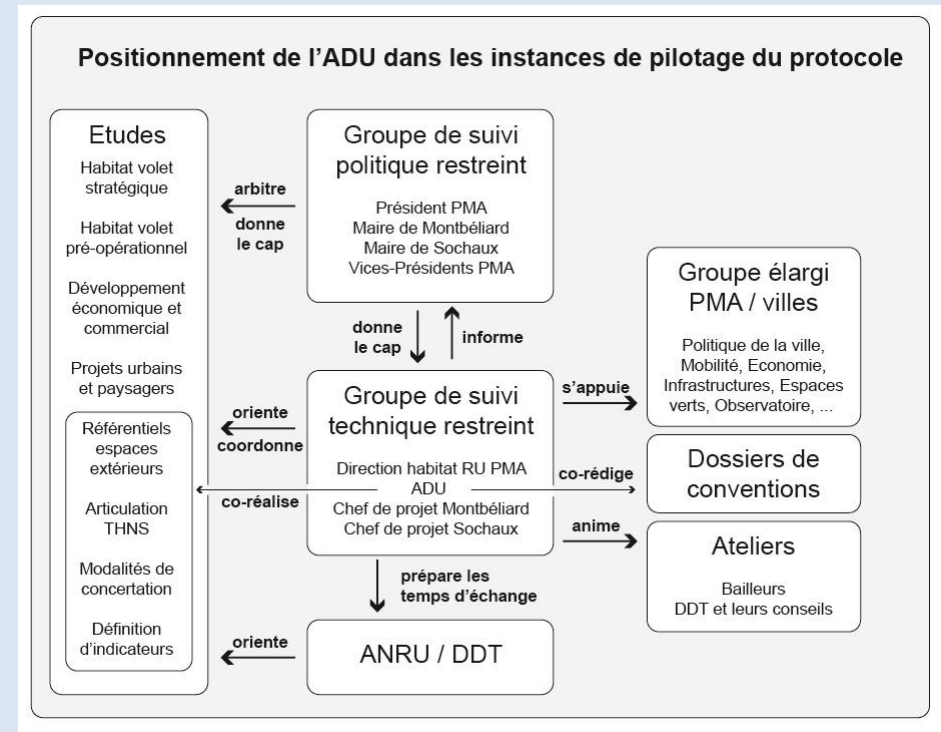 Positionnement de l'ADU dans les instances de pilotage du protocole
Etudes
Habitat volet
stratégique
Habitat volet
pré-opérationnel
Développement
économique et
commercial
Projets urbains
et paysagers
Référentiels
espaces
extérieurs
Articulation
THNS
Modalités de
concertation
Définition
d'indicateurs
arbitre
donne
le cap
Groupe de suivi
politique restreint
Président PMA
Maire de Montbéliard
Maire de Sochaux
Vices-Présidents PMA
donne
le cap
informe
oriente
coordonne
co-réalise
Groupe de suivi
technique restreint
Direction habitat RU PMA
ADU
Chef de projet Montbéliard
Chef de projet Sochaux
s'appuie
co-rédige
anime
Groupe élargi
PMA / villes
Politique de la ville,
Mobilité, Economie,
Infrastructures, Espaces
verts, Observatoire, ...
Dossiers de
conventions
Ateliers
Bailleurs
DDT et leurs conseils
prépare les
temps d'échange
oriente
ANRU / DDT